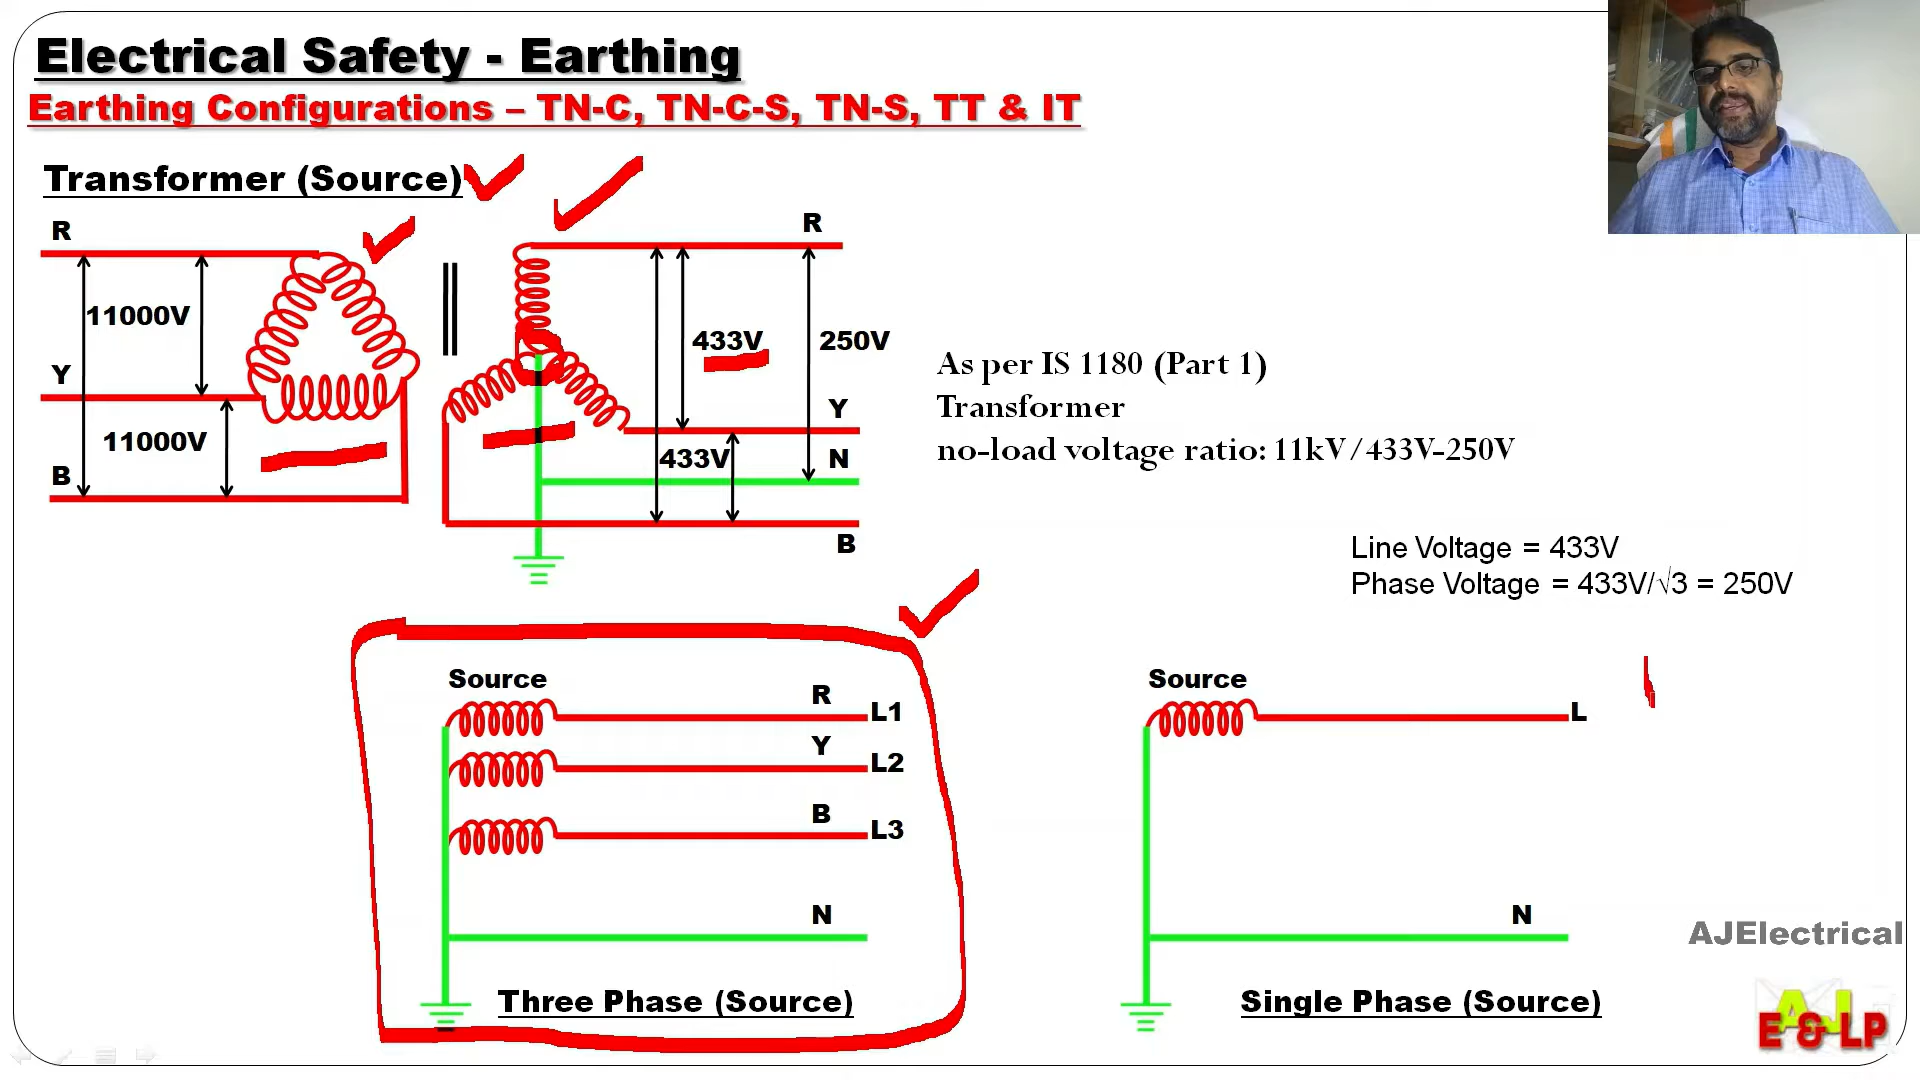 Electrical Safety - Earthing
Earthing Configurations – TN-C, TN-C-S, TN-S, TT & IT
Transformer (Source)
R
11000V
Y
11000V
B
R
433V
250V
Y
433V
N
B
As per IS 1180 (Part 1)
Transformer
no-load voltage ratio: 11kV/433V-250V
Line Voltage = 433V
Phase Voltage = 433V/√3 = 250V
Source
R
L1
Y
L2
B
L3
N
Three Phase (Source)
Source
L
N
Single Phase (Source)
AJElectrical
AJ
E & LP